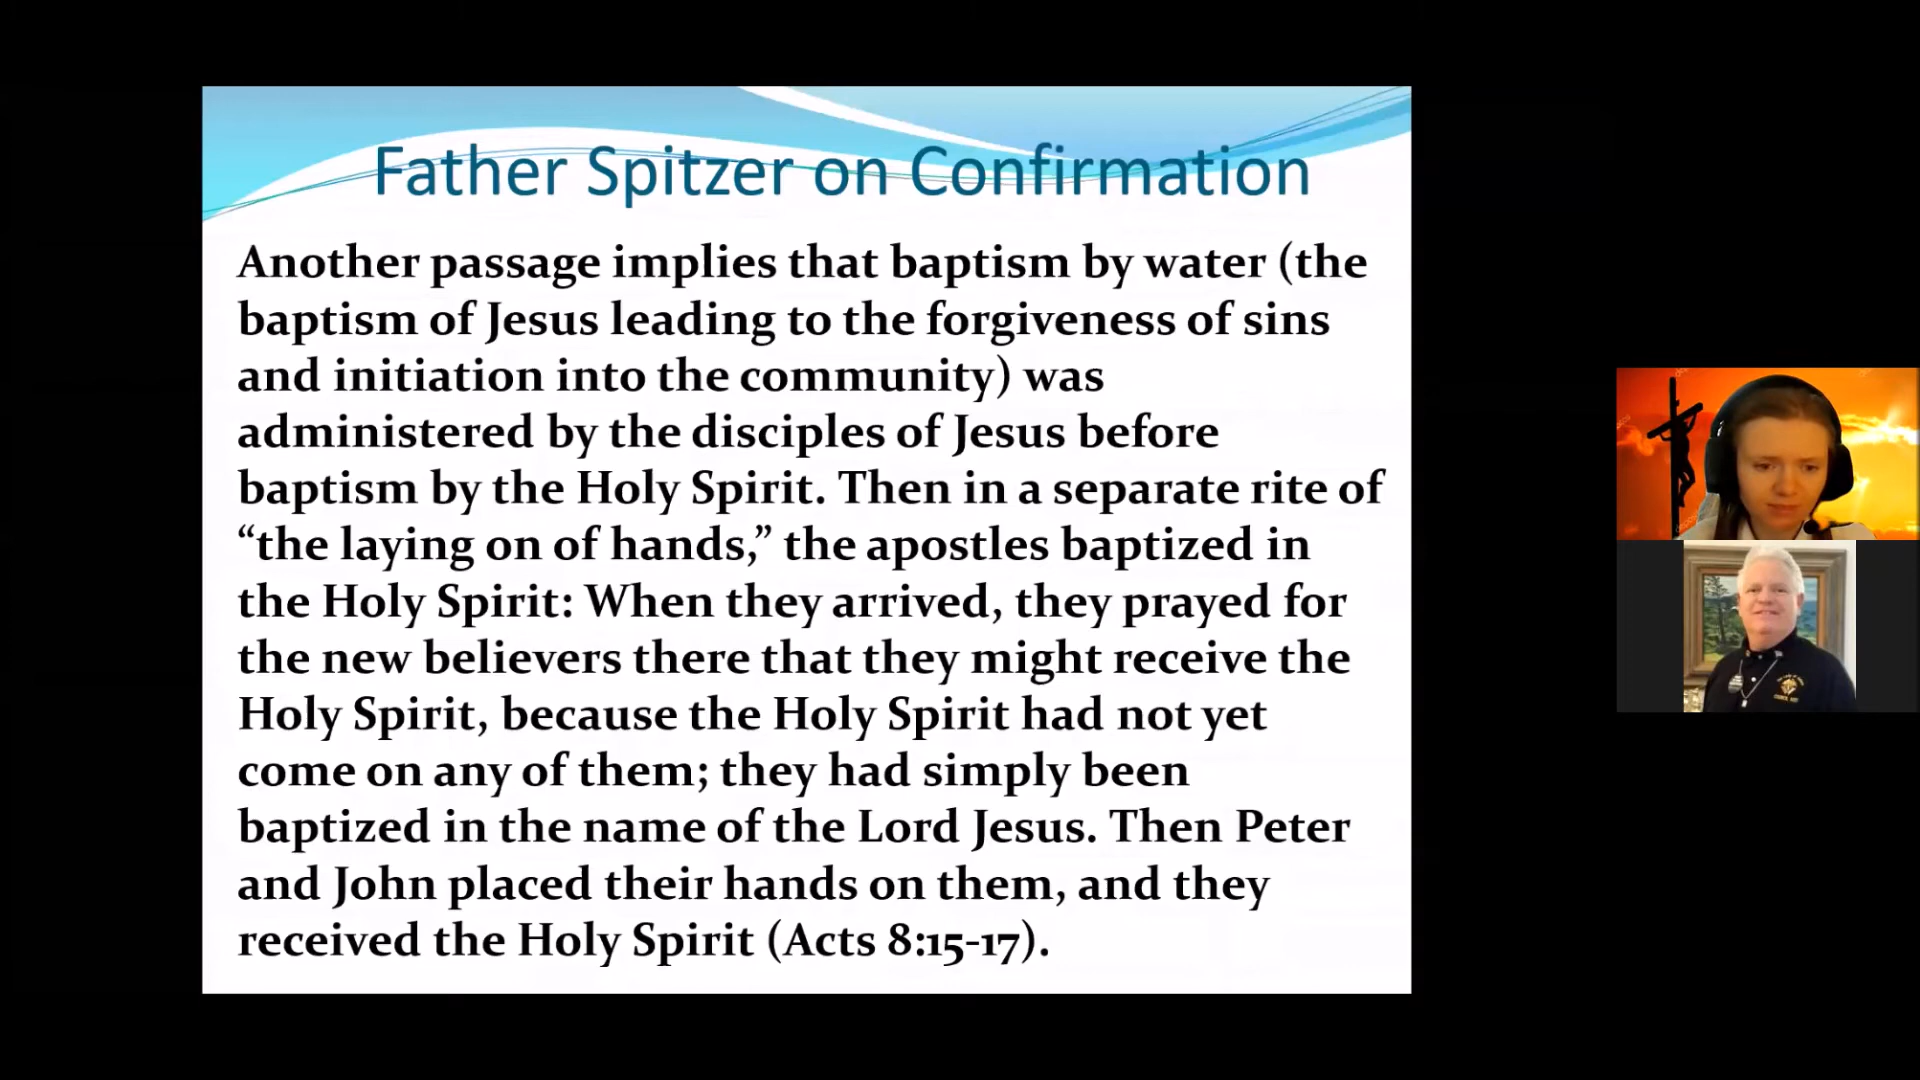 Father Spitzer on Confirmation
Another passage implies that baptism by water (the
baptism of Jesus leading to the forgiveness of sins
and initiation into the community) was
administered by the disciples of Jesus before
baptism by the Holy Spirit. Then in a separate rite of
“the laying on of hands,” the apostles baptized in
the Holy Spirit: When they arrived, they prayed for
the new believers there that they might receive the
Holy Spirit, because the Holy Spirit had not yet
come on any of them; they had simply been
baptized in the name of the Lord Jesus. Then Peter
and John placed their hands on them, and they
received the Holy Spirit (Acts 8:15-17).